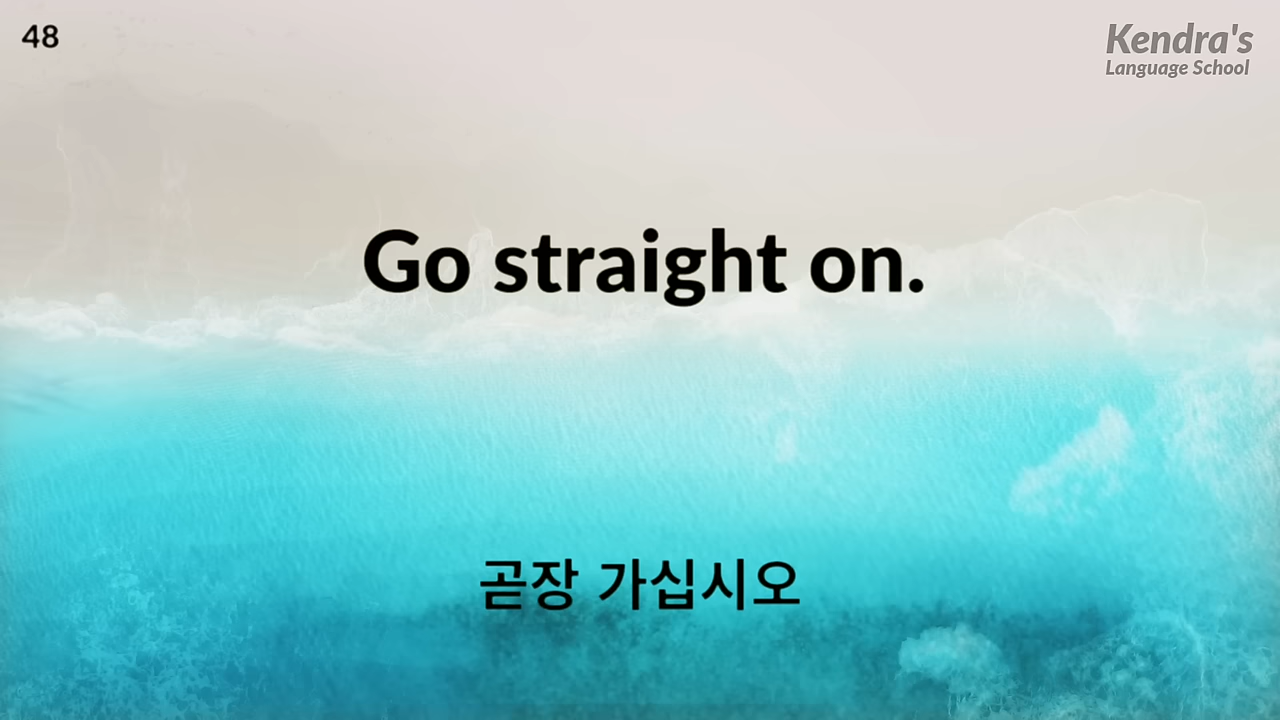 48
Kendra's
Language School
Go straight on.
곧장 가십시오